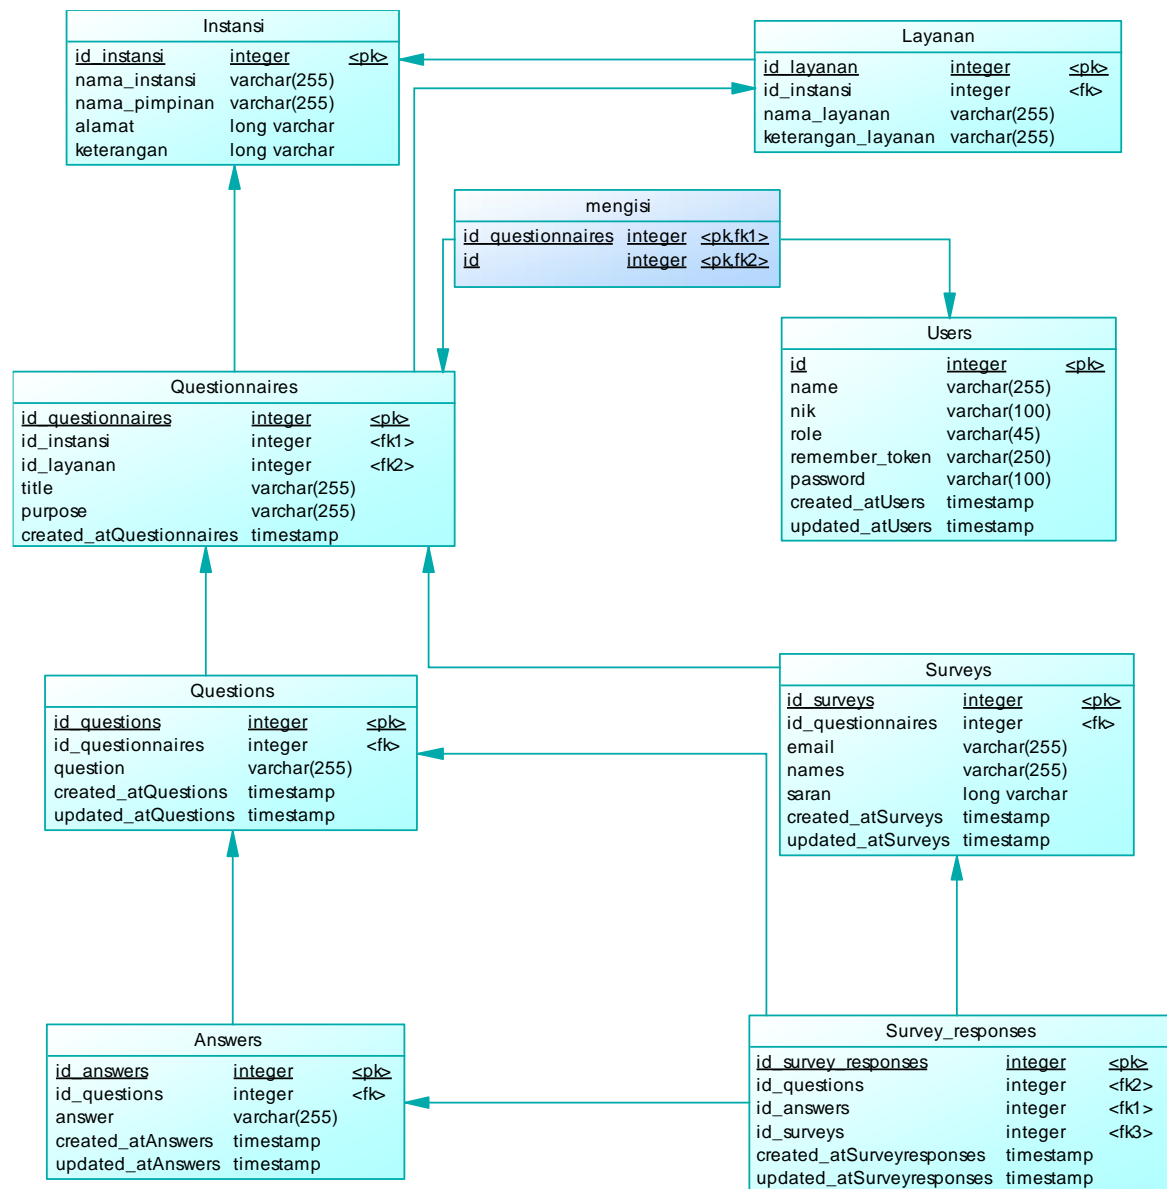 Instansi
id_instansi integer <pk>
nama_instansi varchar(255)
nama_pimpinan varchar(255)
alamat long varchar
keterangan long varchar
Layanan
id_layanan integer <pk>
id_instansi integer <fk>
nama_layanan varchar(255)
keterangan_layanan varchar(255)
mengisi
id_questionnaires integer <pk,fk1>
id integer <pk,fk2>
Users
id integer <pk>
name varchar(255)
nik varchar(100)
role varchar(45)
remember_token varchar(250)
password varchar(100)
created_atUsers timestamp
updated_atUsers timestamp
Questionnaires
id_questionnaires integer <pk>
id_instansi integer <fk1>
id_layanan integer <fk2>
title varchar(255)
purpose varchar(255)
created_atQuestionnaires timestamp
Questions
id_questions integer <pk>
id_questionnaires integer <fk>
question varchar(255)
created_atQuestions timestamp
updated_atQuestions timestamp
Surveys
id_surveys integer <pk>
id_questionnaires integer <fk>
email varchar(255)
names varchar(255)
saran long varchar
created_atSurveys timestamp
updated_atSurveys timestamp
Answers
id_answers integer <pk>
id_questions integer <fk>
answer varchar(255)
created_atAnswers timestamp
updated_atAnswers timestamp
Survey_responses
id_survey_responses integer <pk>
id_questions integer <fk2>
id_answers integer <fk1>
id_surveys integer <fk3>
created_atSurveyresponses timestamp
updated_atSurveyresponses timestamp